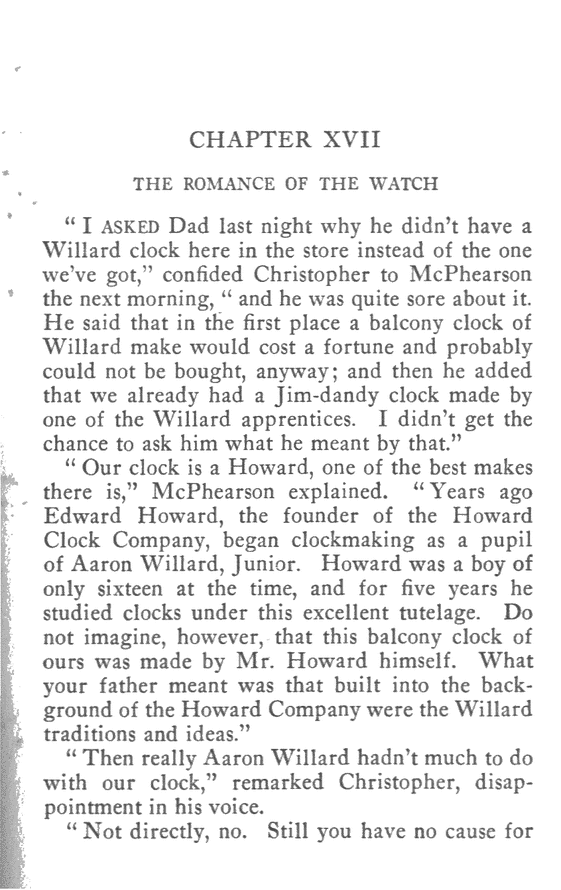 CHAPTER XVII
THE ROMANCE OF THE WATCH
“ I ASKED Dad last night why he didn’t have a
Willard clock here in the store instead of the one
we’ve got,” confided Christopher to McPhearson
the next morning, “ and he was quite sore about it.
He said that in the first place a balcony clock of
Willard make would cost a fortune and probably
could not be bought, anyway; and then he added
that we already had a Jim-dandy clock made by
one of the Willard apprentices. I didn’t get the
chance to ask him what he meant by that.”
“ Our clock is a Howard, one of the best makes
there is,” McPhearson explained. “ Years ago
Edward Howard, the founder of the Howard
Clock Company, began clockmaking as a pupil
of Aaron Willard, Junior. Howard was a boy of
only sixteen at the time, and for five years he
studied clocks under this excellent tutelage. Do
not imagine, however, that this balcony clock of
ours was made by Mr. Howard himself. What
your father meant was that built into the back-
ground of the Howard Company were the Willard
traditions and ideas.”
“ Then really Aaron Willard hadn’t much to do
with our clock,” remarked Christopher, disap-
pointment in his voice.
“ Not directly, no. Still you have no cause for